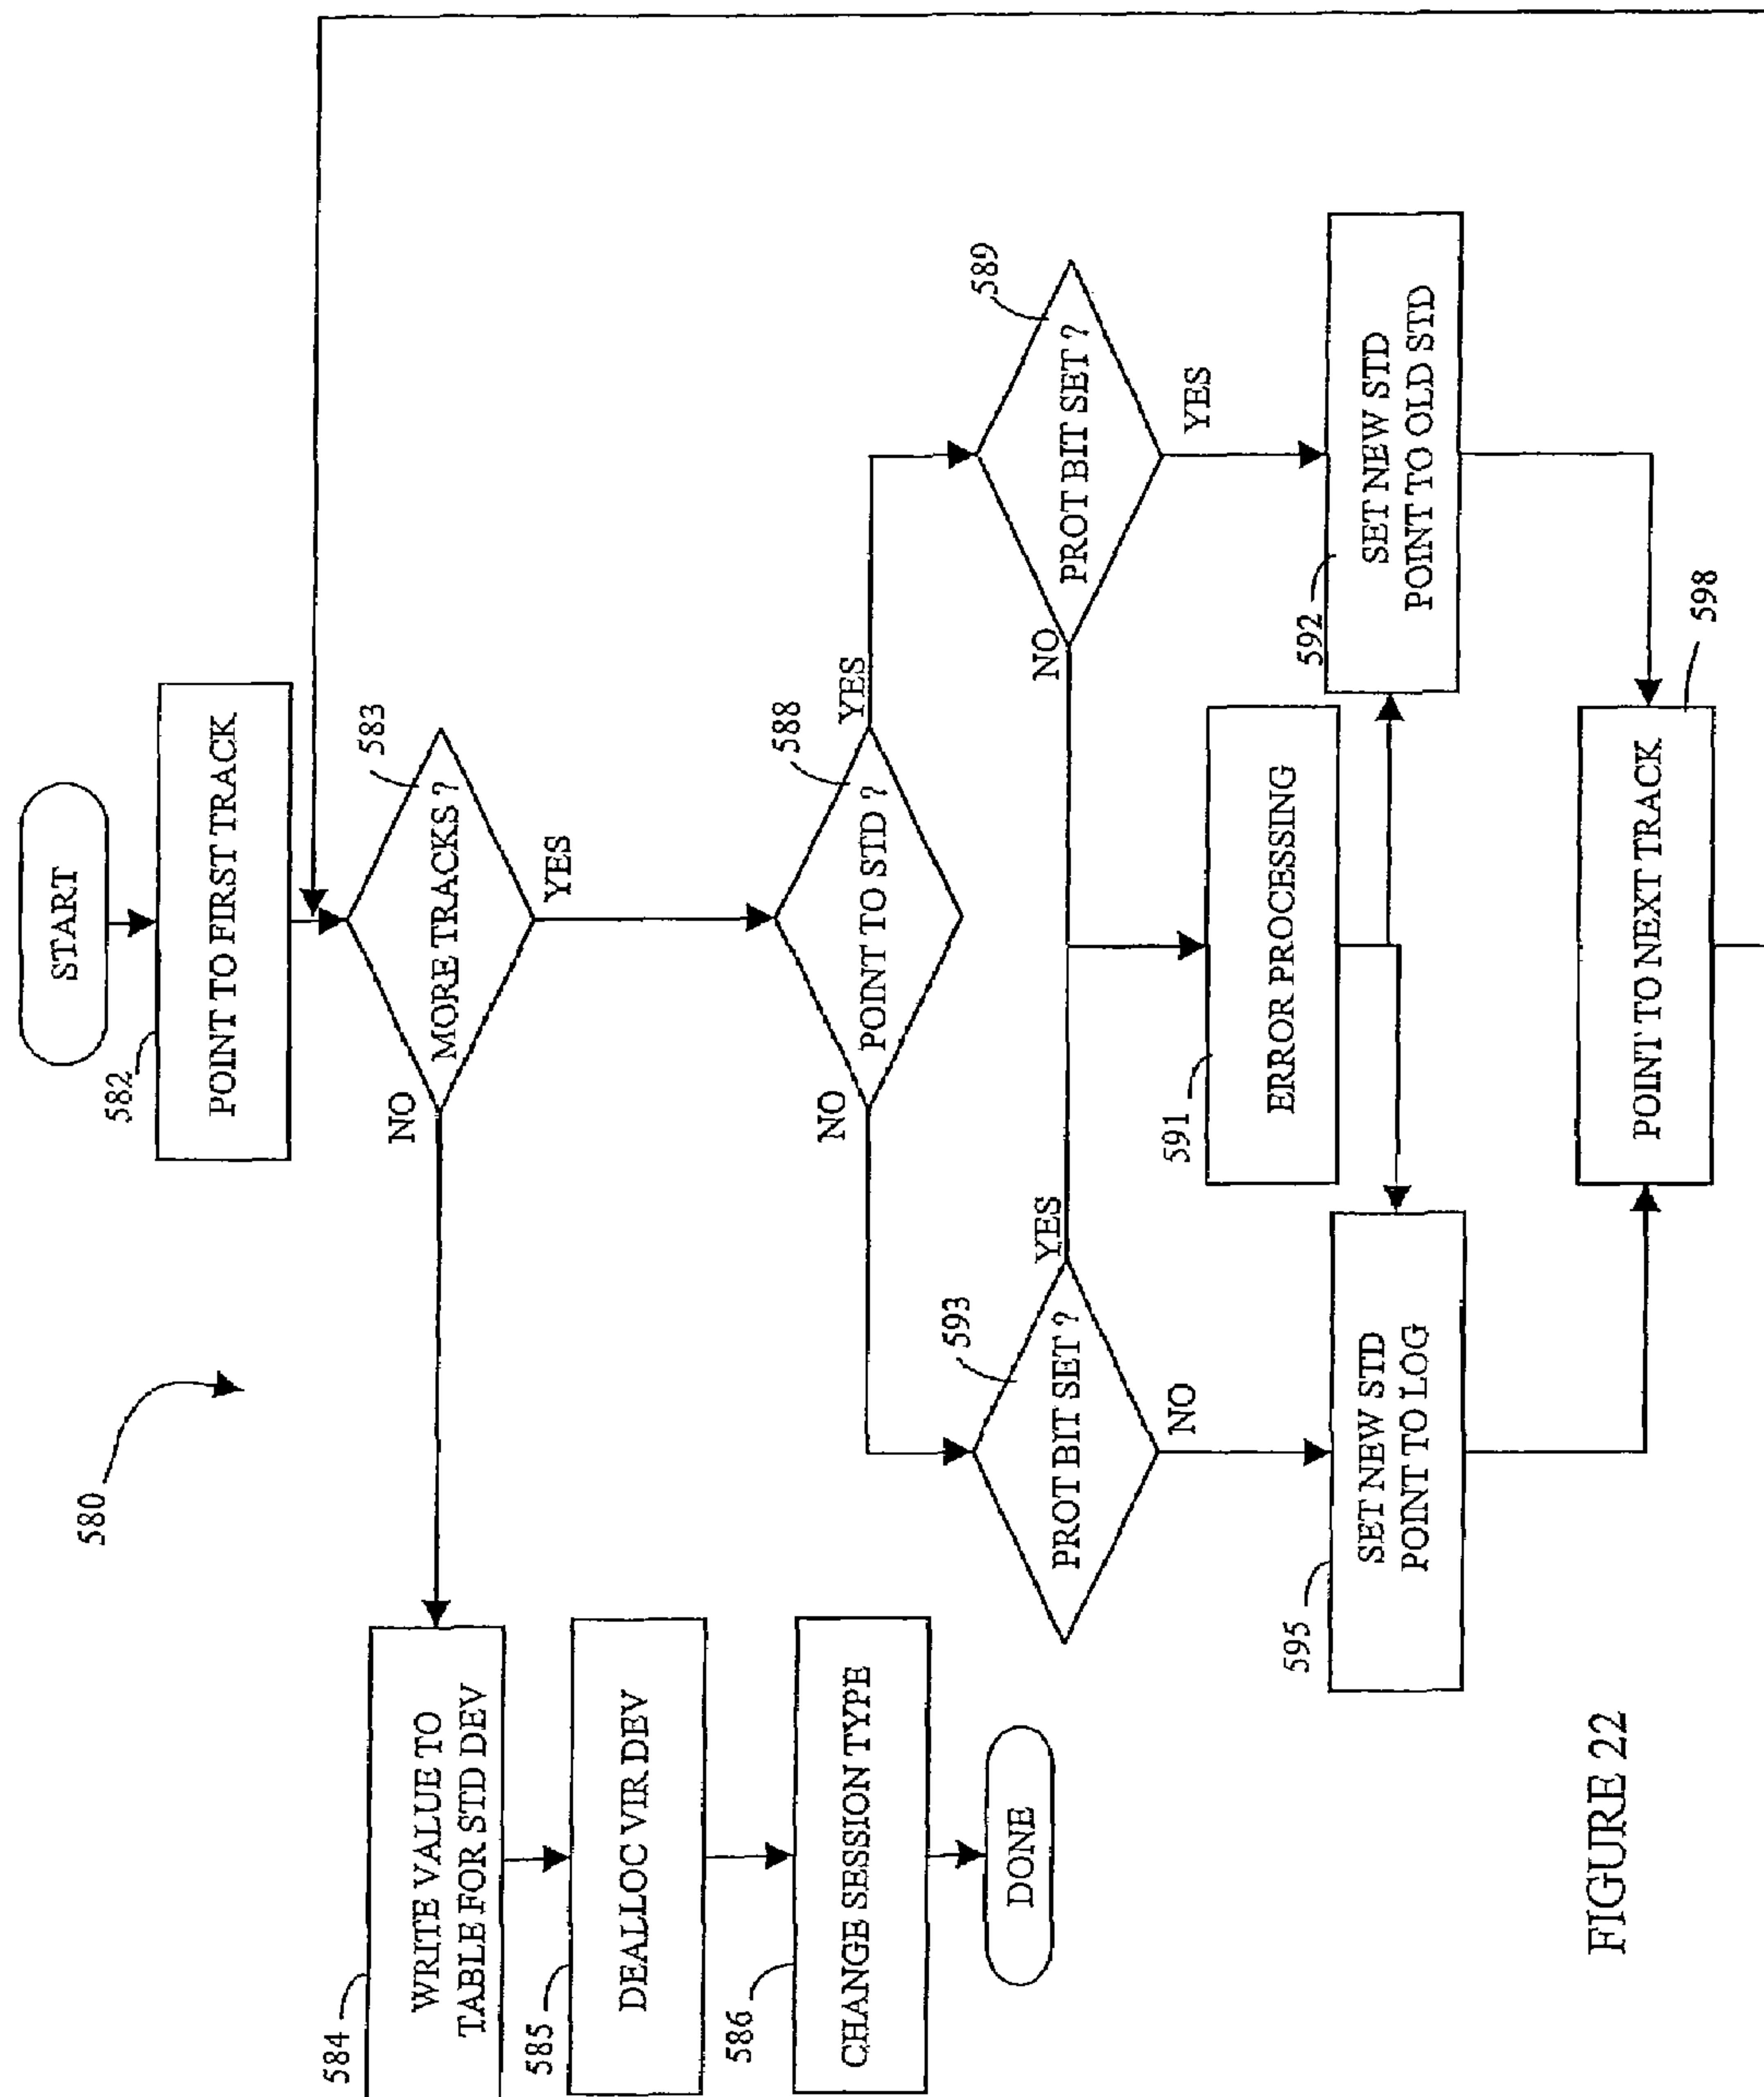 580
START
582
POINT TO FIRST TRACK
583
MORE TRACKS ?
NO
YES
584
WRITE VALUE TO
TABLE FOR STD DEV
585
DEALLOC VIR DEV
586
CHANGE SESSION TYPE
DONE
588
POINT TO STD ?
NO
YES
593
PROT BIT SET ?
YES
NO
589
PROT BIT SET ?
NO
YES
591
ERROR PROCESSING
595
SET NEW STD
POINT TO LOG
592
SET NEW STD
POINT TO OLD STD
598
POINT TO NEXT TRACK
FIGURE 22